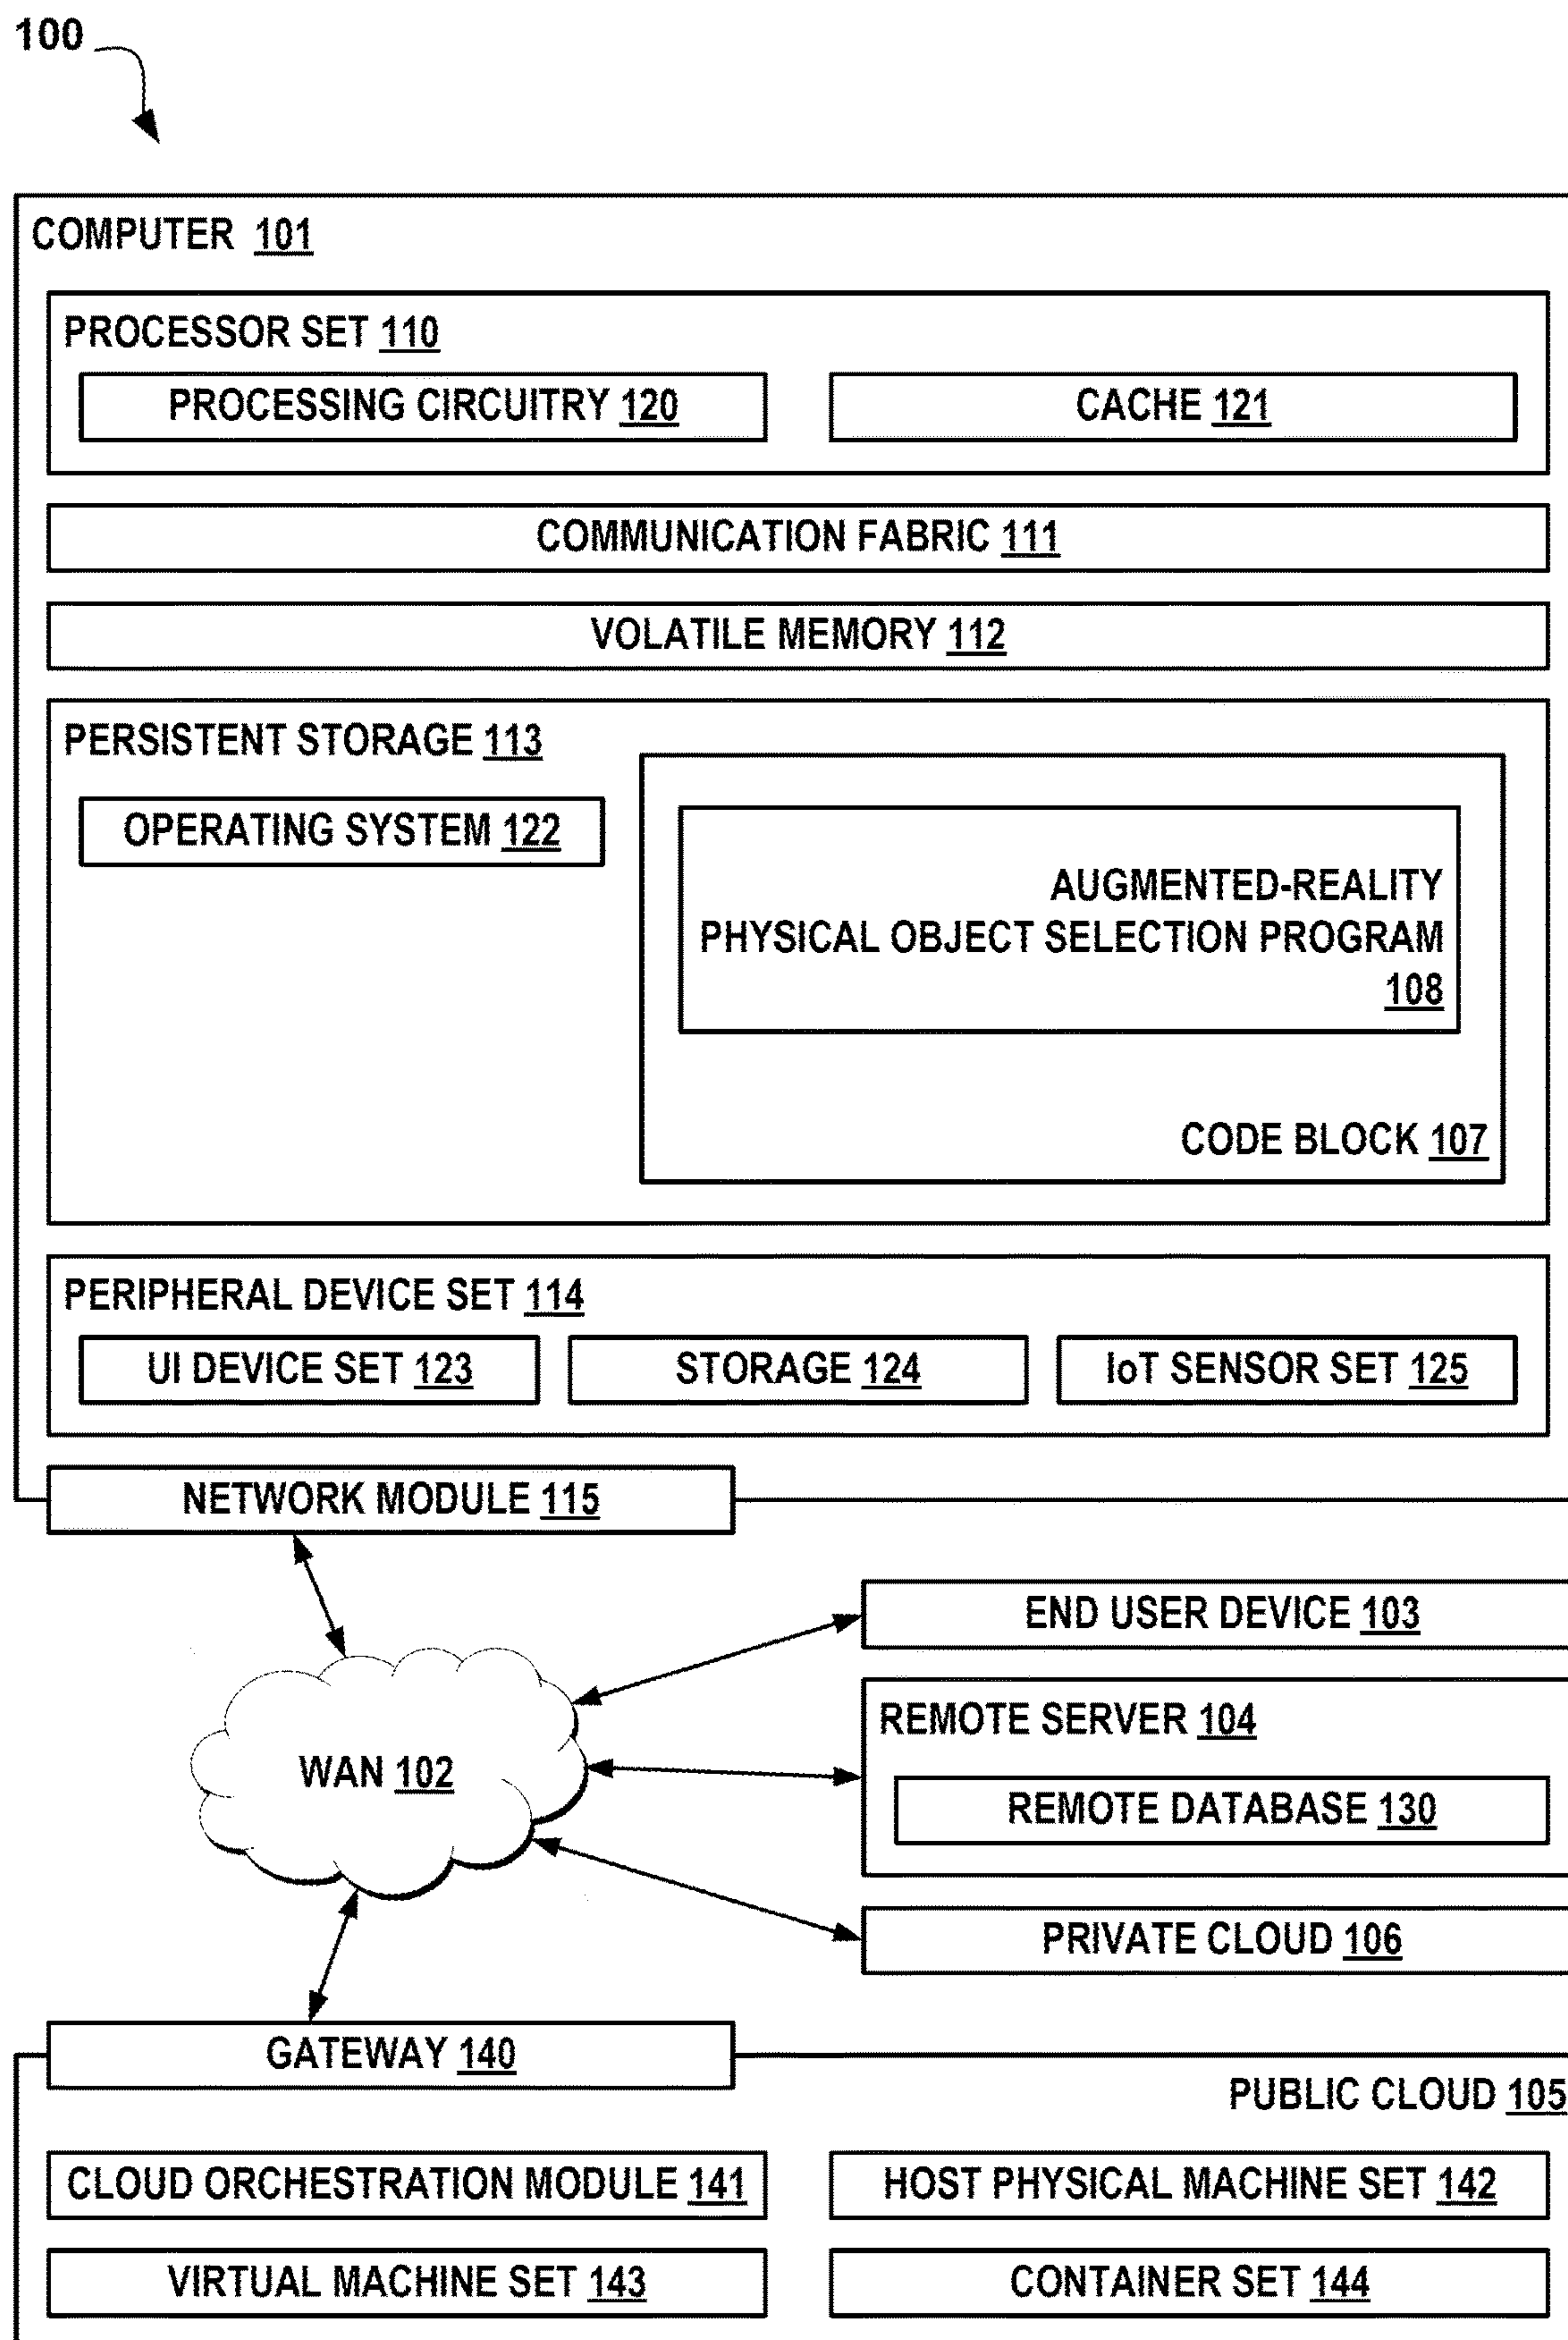 100
COMPUTER 101
PROCESSOR SET 110
PROCESSING CIRCUITRY 120
CACHE 121
COMMUNICATION FABRIC 111
VOLATILE MEMORY 112
PERSISTENT STORAGE 113
OPERATING SYSTEM 122
AUGMENTED-REALITY
PHYSICAL OBJECT SELECTION PROGRAM
108
CODE BLOCK 107
PERIPHERAL DEVICE SET 114
UI DEVICE SET 123
STORAGE 124
IoT SENSOR SET 125
NETWORK MODULE 115
END USER DEVICE 103
REMOTE SERVER 104
WAN 102
REMOTE DATABASE 130
PRIVATE CLOUD 106
GATEWAY 140
PUBLIC CLOUD 105
CLOUD ORCHESTRATION MODULE 141
HOST PHYSICAL MACHINE SET 142
VIRTUAL MACHINE SET 143
CONTAINER SET 144